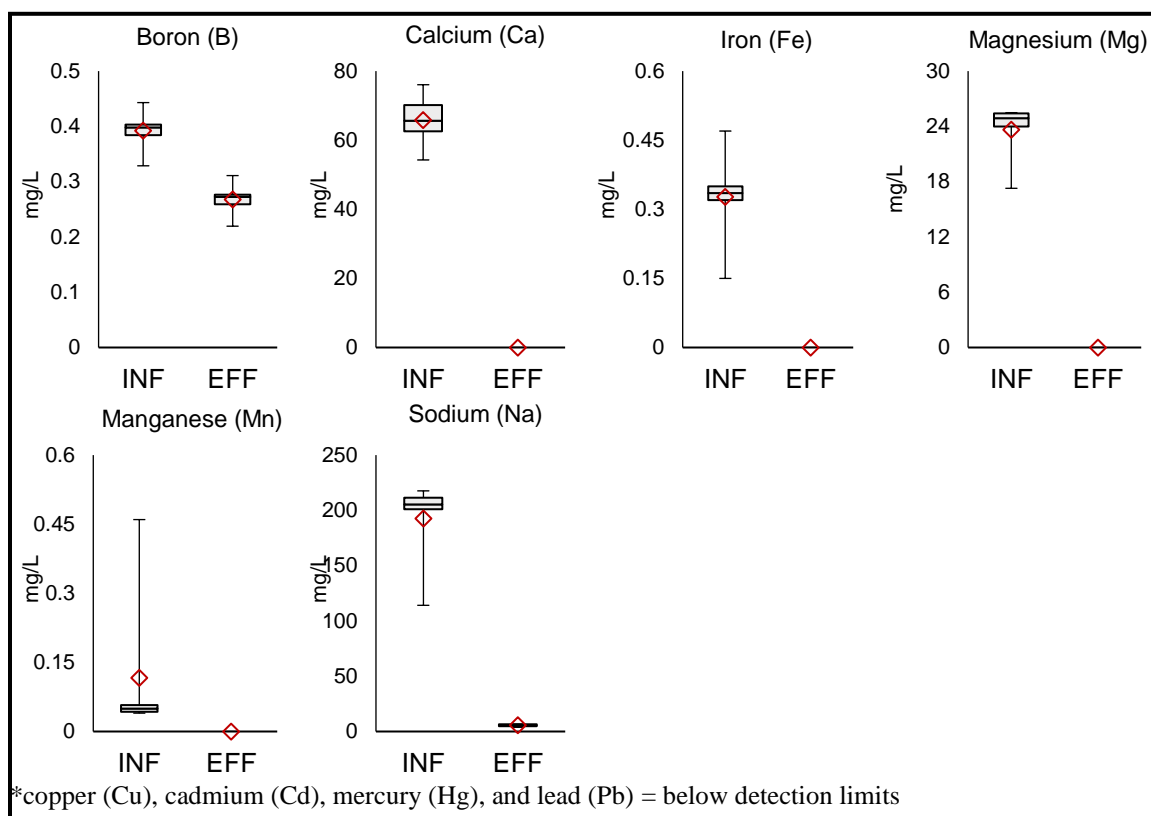 Boron (B)
0.5
0.4
0.3
0.2
0.1
0
mg/L
INF EFF
Calcium (Ca)
80
60
40
20
0
mg/L
INF EFF
Iron (Fe)
0.6
0.45
0.3
0.15
0
mg/L
INF EFF
Magnesium (Mg)
30
24
18
12
6
0
mg/L
INF EFF
Manganese (Mn)
0.6
0.45
0.3
0.15
0
mg/L
INF EFF
Sodium (Na)
250
200
150
100
50
0
mg/L
INF EFF
*copper (Cu), cadmium (Cd), mercury (Hg), and lead (Pb) = below detection limits